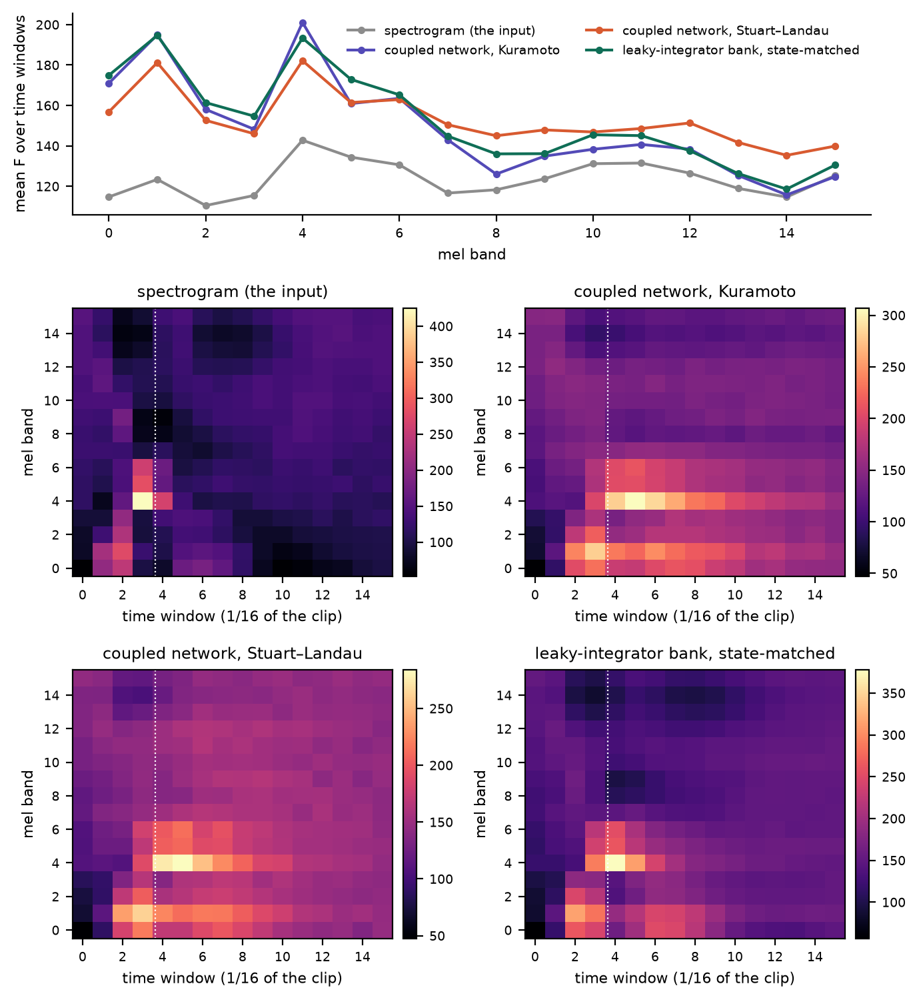 mean F over time windows
200
180
160
140
120
spectrogram (the input)
coupled network, Kuramoto
coupled network, Stuart–Landau
leaky-integrator bank, state-matched
0 2 4 6 8 10 12 14
mel band
spectrogram (the input)
mel band
14
12
10
8
6
4
2
0
0 2 4 6 8 10 12 14
time window (1/16 of the clip)
400
350
300
250
200
150
100
coupled network, Kuramoto
mel band
14
12
10
8
6
4
2
0
0 2 4 6 8 10 12 14
time window (1/16 of the clip)
300
250
200
150
100
50
coupled network, Stuart–Landau
mel band
14
12
10
8
6
4
2
0
0 2 4 6 8 10 12 14
time window (1/16 of the clip)
250
200
150
100
50
leaky-integrator bank, state-matched
mel band
14
12
10
8
6
4
2
0
0 2 4 6 8 10 12 14
time window (1/16 of the clip)
350
300
250
200
150
100